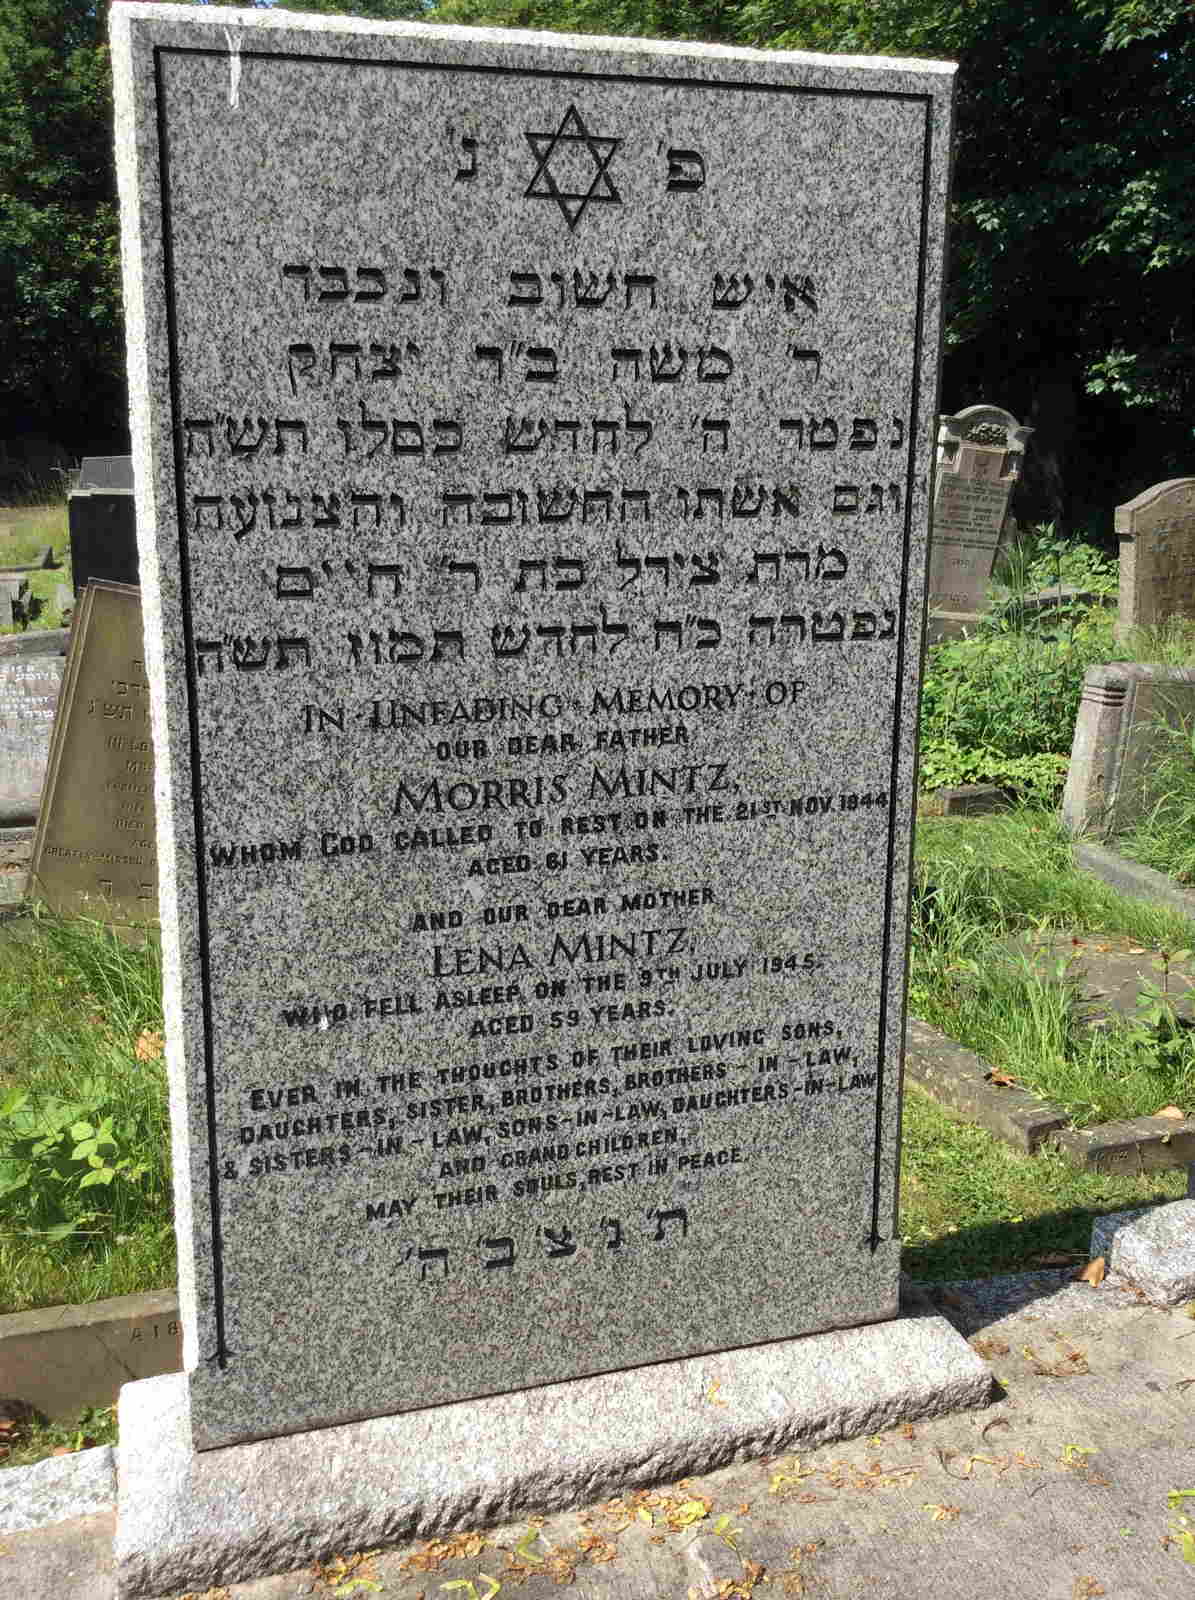 פ' נ'
איש חשוב ונכבד
ר' משה ב"ר יצחק
נפטר ה' לחדש כסלו תש"ה
וגם אשתו החשובה והצנועה
מרת צירל בת ר' חיים
נפטרה כ"ח לחדש תמוז תש"ה
IN UNFADING MEMORY OF
OUR DEAR FATHER
MORRIS MINTZ,
WHOM GOD CALLED TO REST ON THE 21ST NOV. 1944
AGED 61 YEARS.
AND OUR DEAR MOTHER
LENA MINTZ,
WHO FELL ASLEEP ON THE 9TH JULY 1945.
AGED 59 YEARS.
EVER IN THE THOUGHTS OF THEIR LOVING SONS,
DAUGHTERS, SISTER, BROTHERS, BROTHERS-IN-LAW,
& SISTERS-IN-LAW, SONS-IN-LAW, DAUGHTERS-IN-LAW
AND GRANDCHILDREN,
MAY THEIR SOULS, REST IN PEACE.
ת' נ' צ' ב' ה'
A18